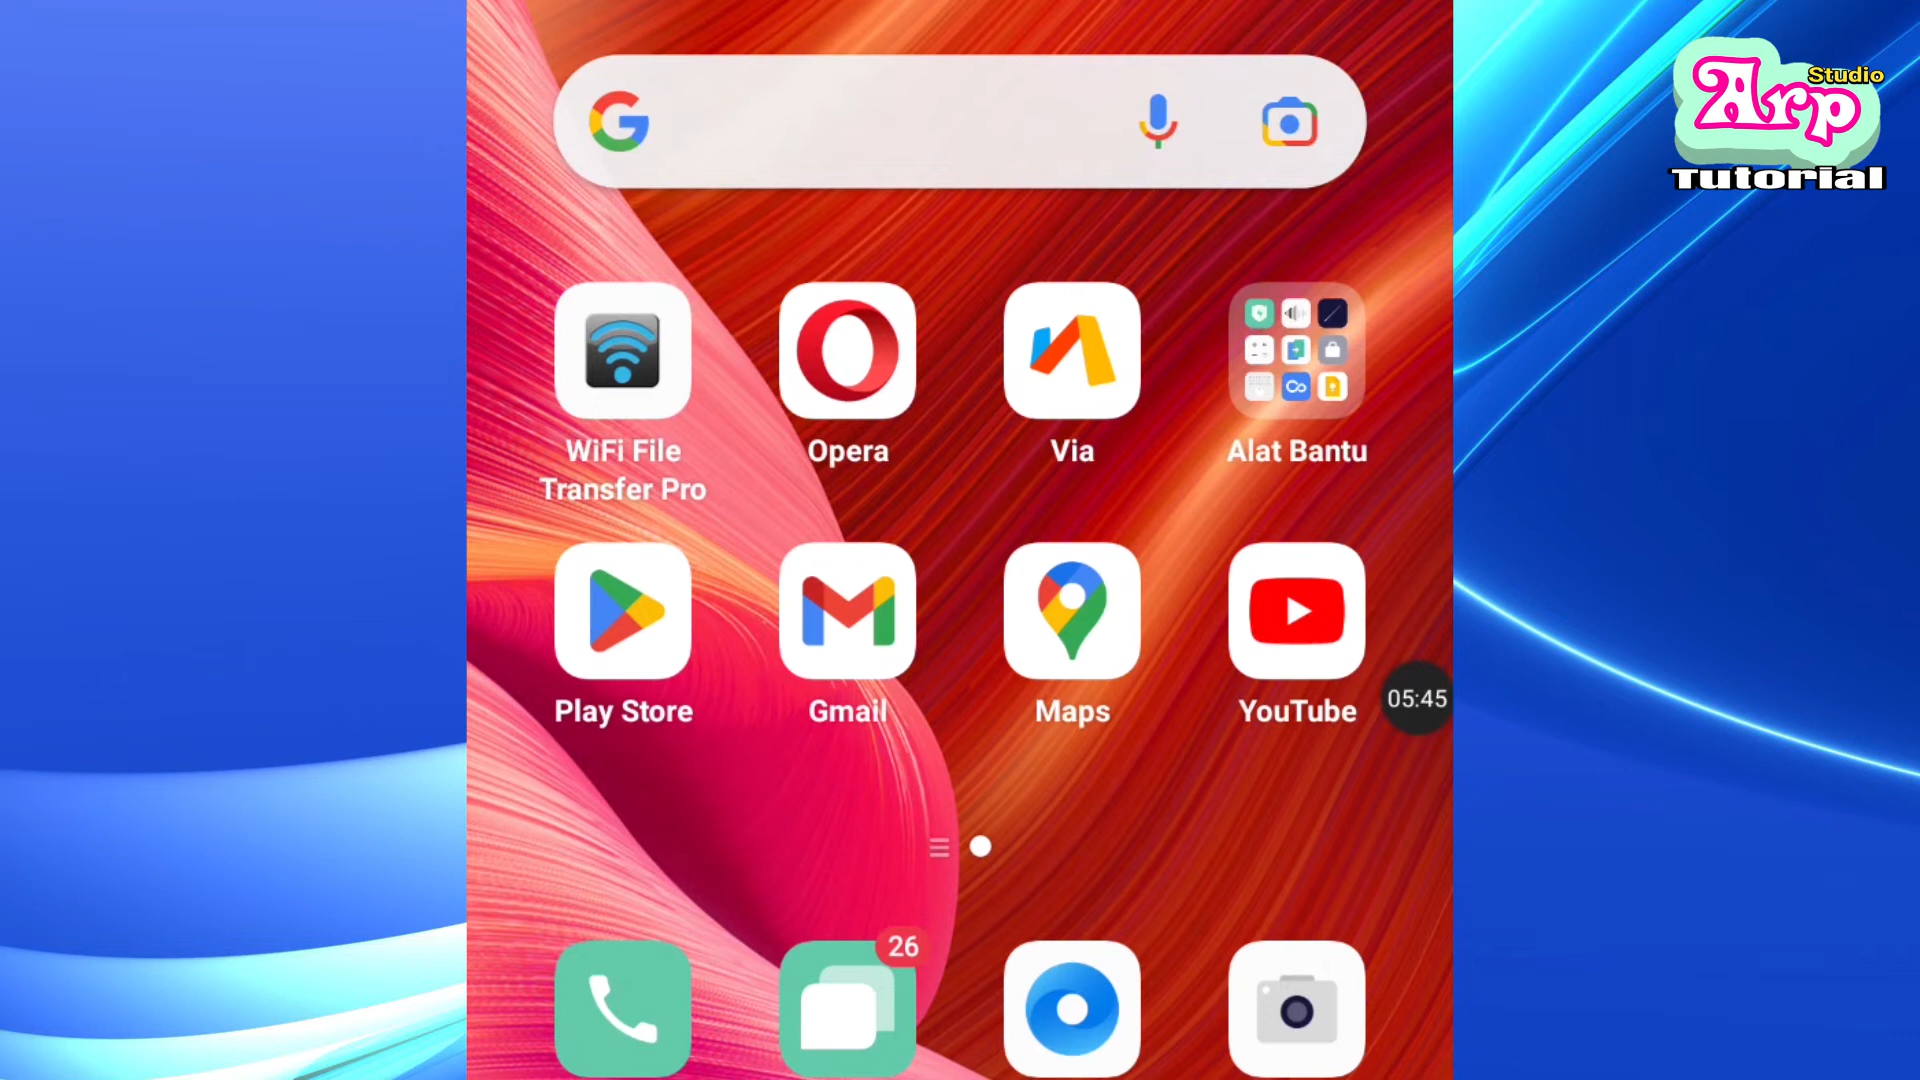 Studio
Arp
Tutorial
WiFi File
Transfer Pro
Opera
Via
Alat Bantu
Play Store
Gmail
Maps
YouTube
05:45
26